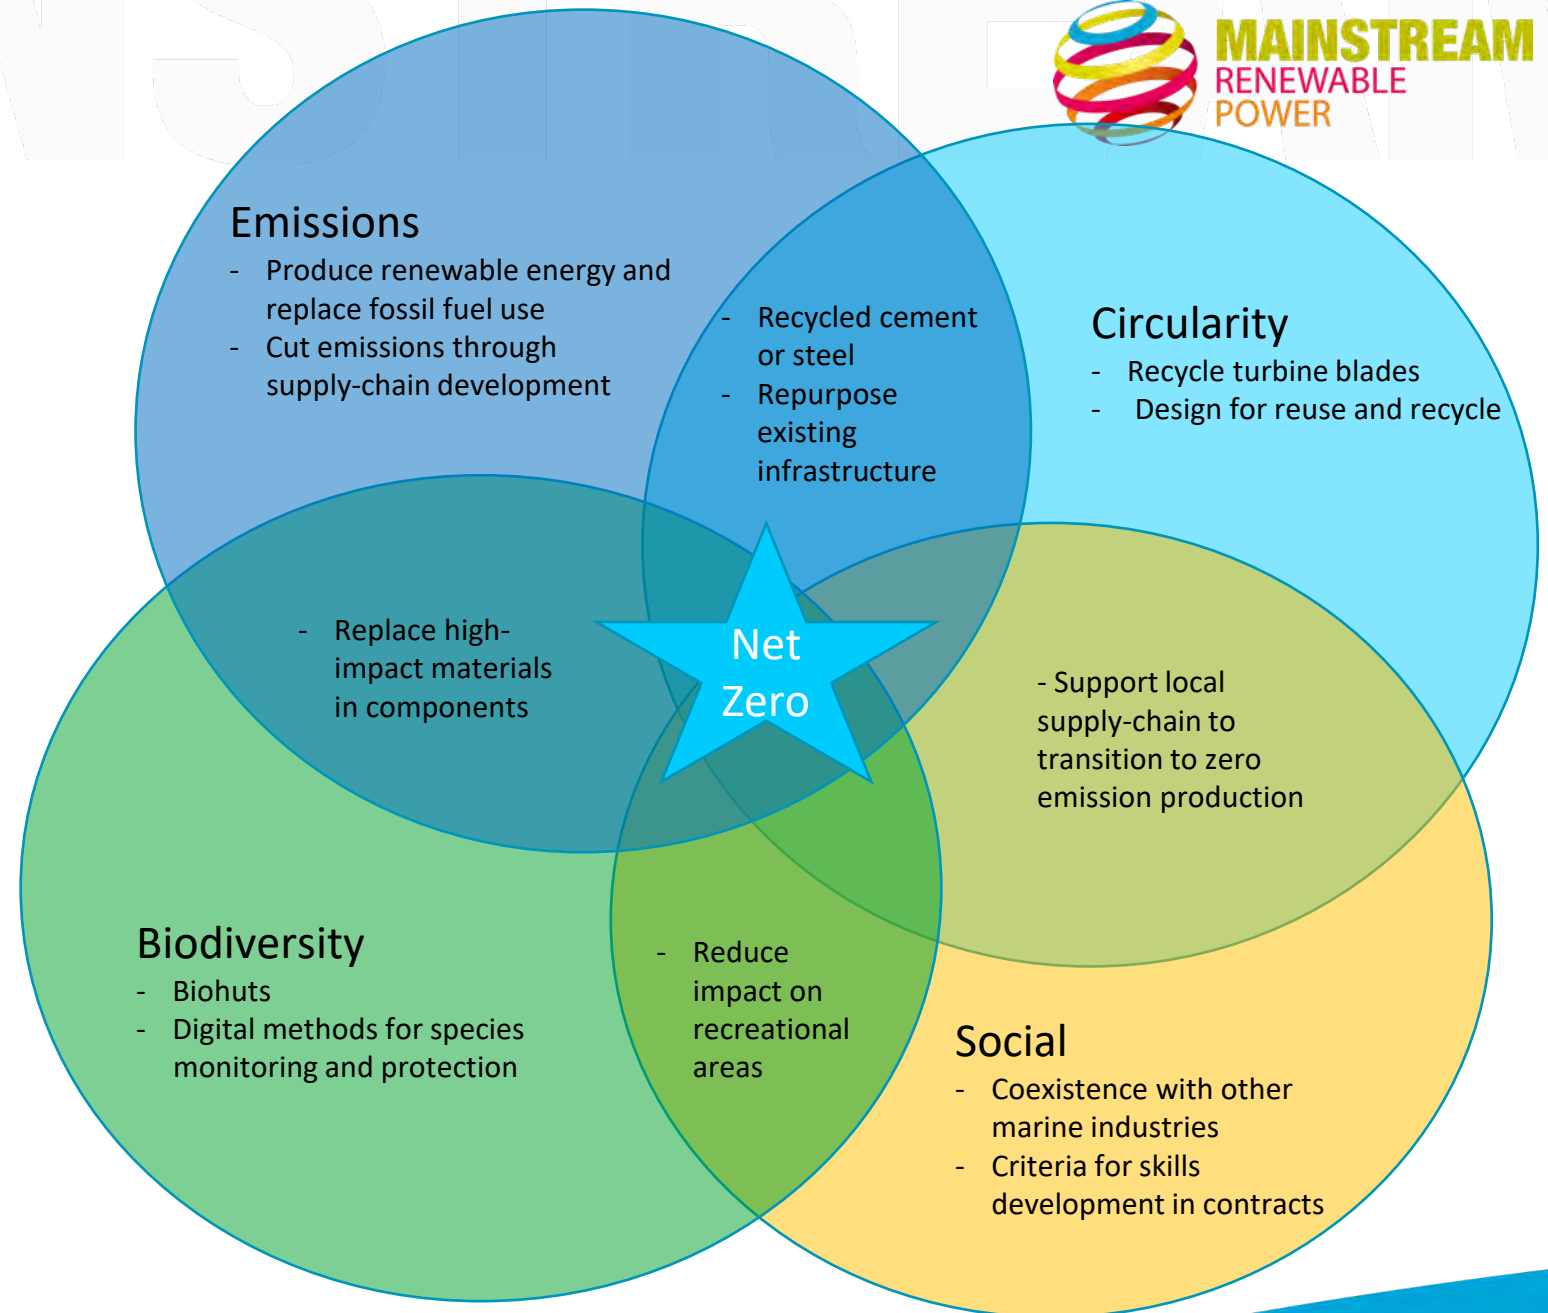 MAINSTREAM
RENEWABLE
POWER
Emissions
- Produce renewable energy and
replace fossil fuel use
- Cut emissions through
supply-chain development
- Recycled cement
or steel
- Repurpose
existing
infrastructure
Circularity
- Recycle turbine blades
- Design for reuse and recycle
- Replace high-
impact materials
in components
Net
Zero
- Support local
supply-chain to
transition to zero
emission production
Biodiversity
- Biohuts
- Digital methods for species
monitoring and protection
- Reduce
impact on
recreational
areas
Social
- Coexistence with other
marine industries
- Criteria for skills
development in contracts